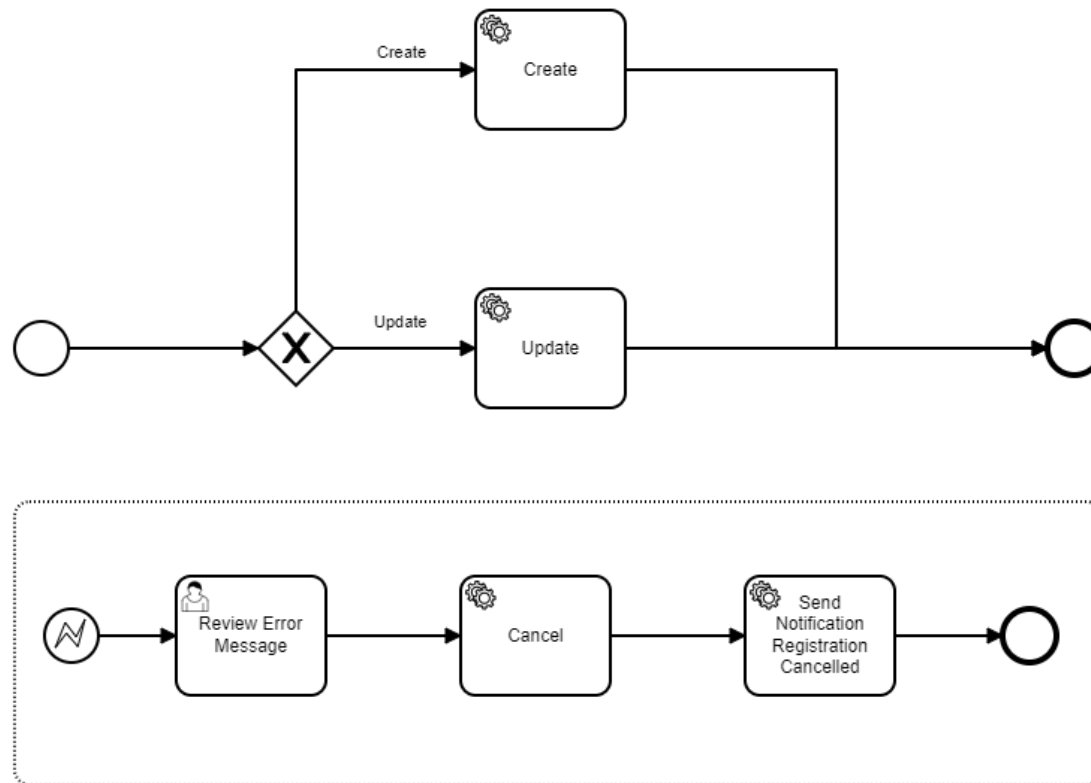 Create
Create
Update
Update
Review Error
Message
Cancel
Send
Notification
Registration
Cancelled